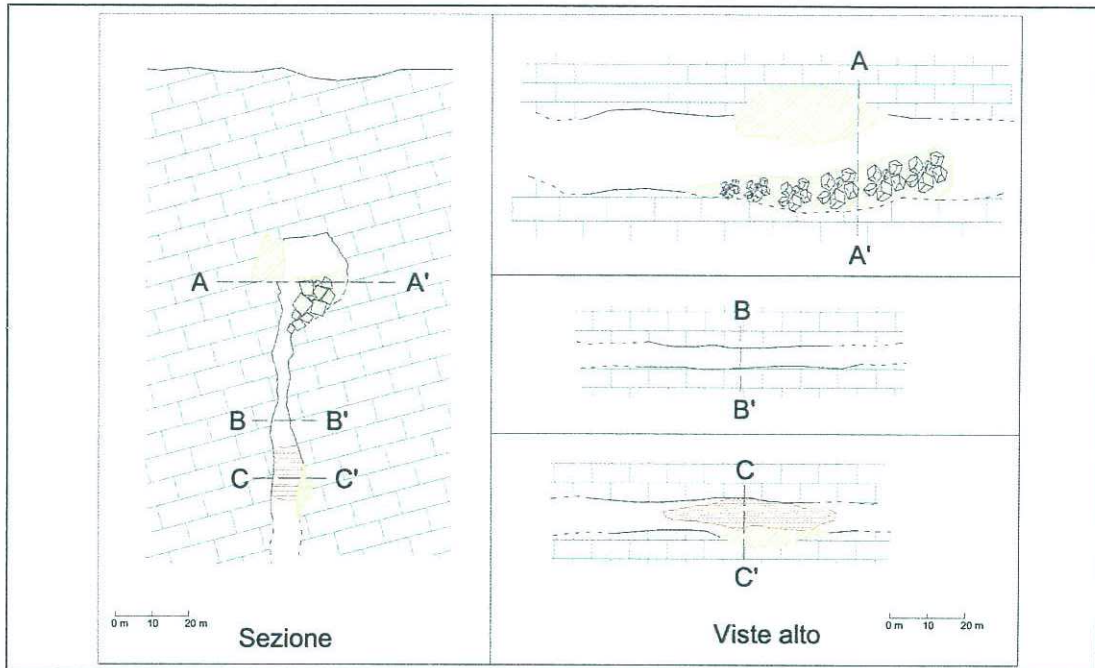 A A'
B B'
C C'
0 m 10 20 m
Sezione
A
A'
B
B'
C
C'
0 m 10 20 m
Viste alto